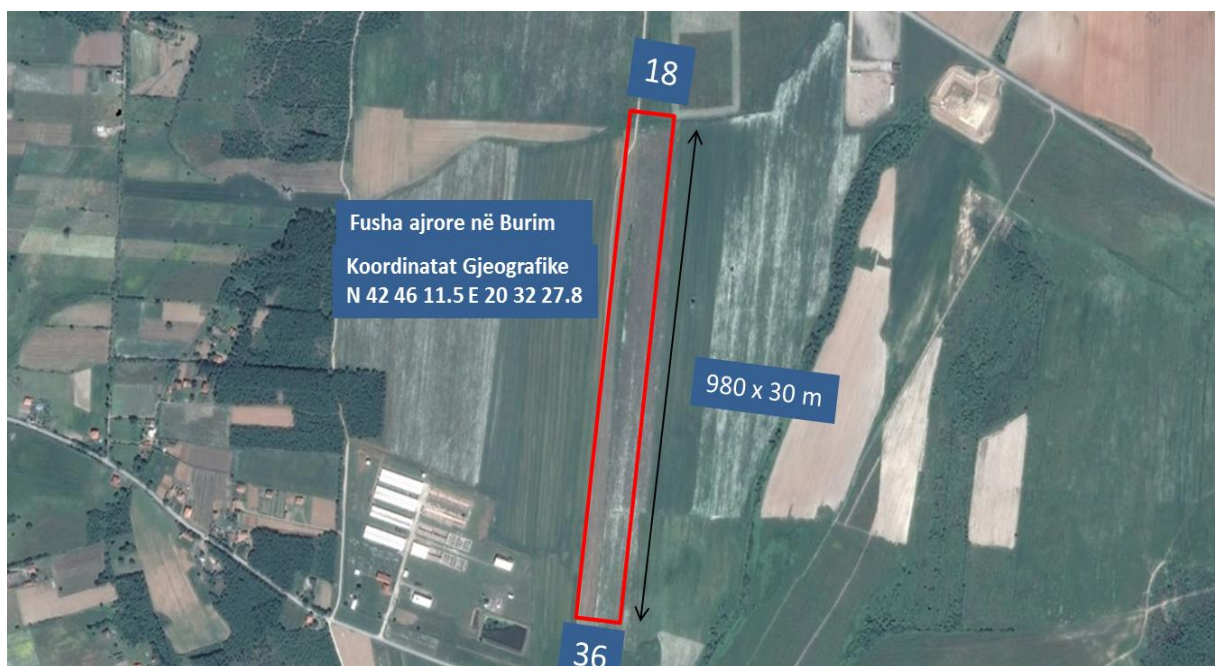 18
Fusha ajrore në Burim
Koordinatat Gjeografike
N 42 46 11.5 E 20 32 27.8
980 x 30 m
36